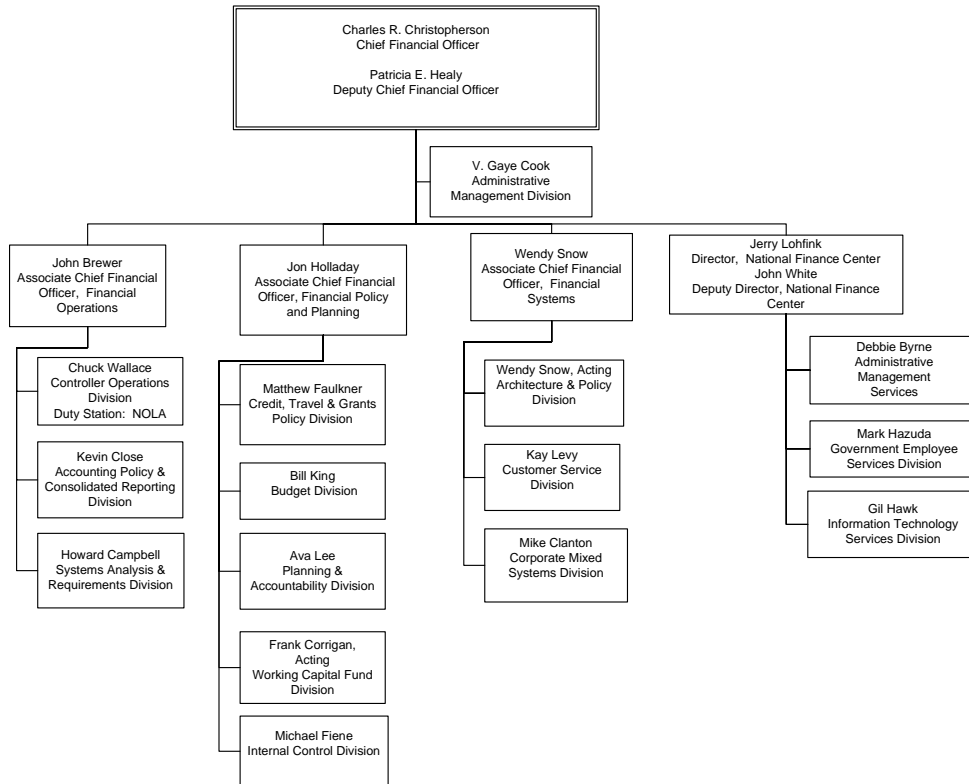 Charles R. Christopherson
Chief Financial Officer
Patricia E. Healy
Deputy Chief Financial Officer
V. Gaye Cook
Administrative
Management Division
John Brewer
Associate Chief Financial
Officer, Financial
Operations
Chuck Wallace
Controller Operations
Division
Duty Station: NOLA
Kevin Close
Accounting Policy &
Consolidated Reporting
Division
Howard Campbell
Systems Analysis &
Requirements Division
Jon Holladay
Associate Chief Financial
Officer, Financial Policy
and Planning
Matthew Faulkner
Credit, Travel & Grants
Policy Division
Bill King
Budget Division
Ava Lee
Planning &
Accountability Division
Frank Corrigan,
Acting
Working Capital Fund
Division
Michael Fiene
Internal Control Division
Wendy Snow
Associate Chief Financial
Officer, Financial
Systems
Wendy Snow, Acting
Architecture & Policy
Division
Kay Levy
Customer Service
Division
Mike Clanton
Corporate Mixed
Systems Division
Jerry Lohfink
Director, National Finance Center
John White
Deputy Director, National Finance
Center
Debbie Byrne
Administrative
Management
Services
Mark Hazuda
Government Employee
Services Division
Gil Hawk
Information Technology
Services Division